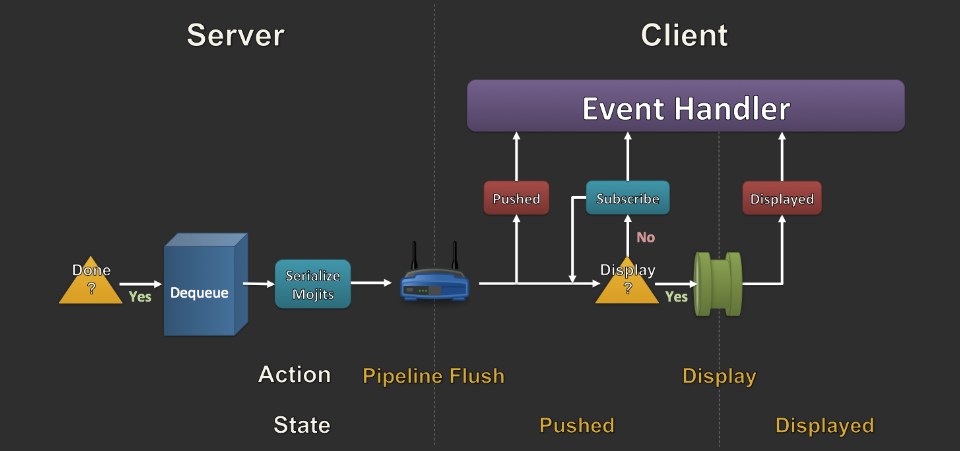 Server
Client
Event Handler
Pushed
Subscribe
Displayed
No
Done
?
Yes
Dequeue
Serialize
Mojits
Display
?
Yes
Action
Pipeline Flush
Display
State
Pushed
Displayed